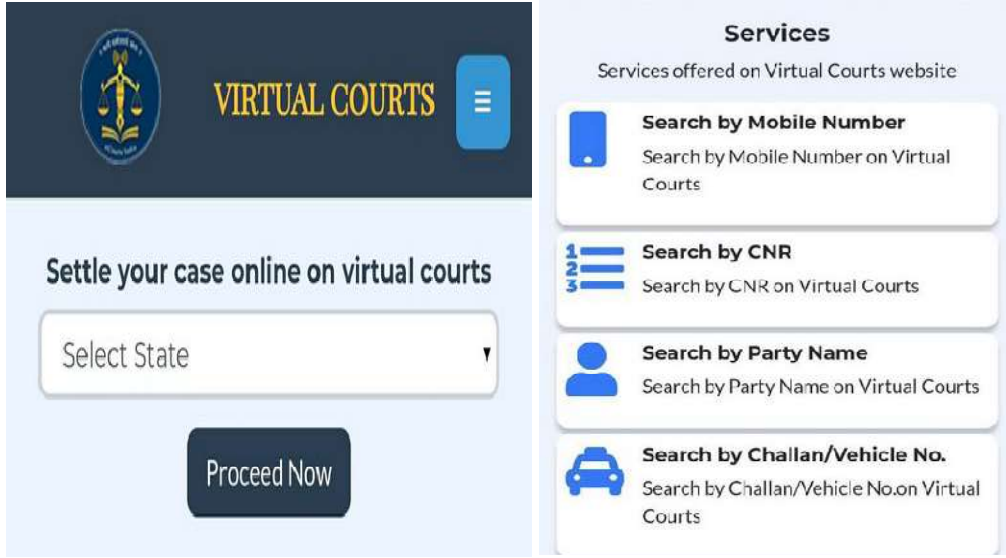 VIRTUAL COURTS
Settle your case online on virtual courts
Select State
Proceed Now
Services
Services offered on Virtual Courts website
Search by Mobile Number
Search by Mobile Number on Virtual
Courts
1
2
3
Search by CNR
Search by CNR on Virtual Courts
Search by Party Name
Search by Party Name on Virtual Courts
Search by Challan/Vehicle No.
Search by Challan/Vehicle No.on Virtual
Courts